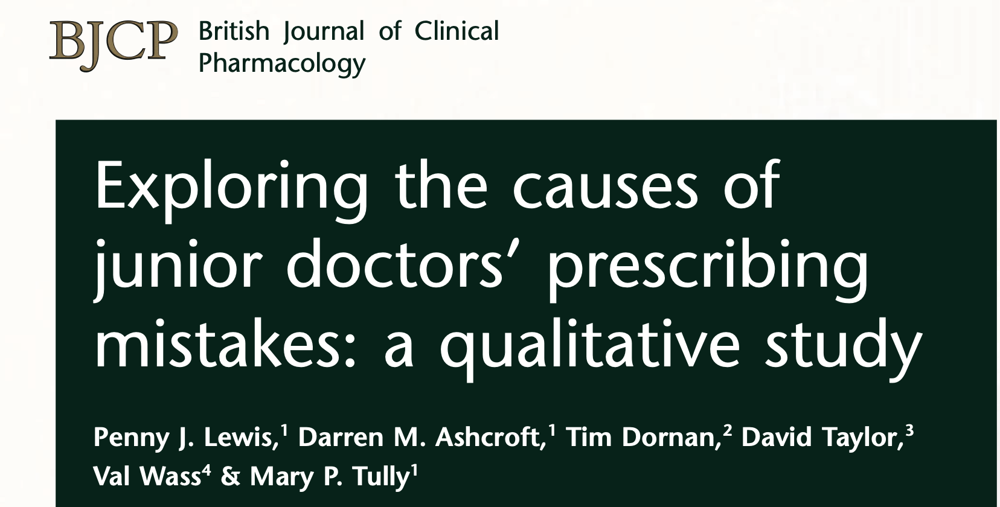 BJCP
British Journal of Clinical
Pharmacology
Exploring the causes of
junior doctors’ prescribing
mistakes: a qualitative study
Penny J. Lewis,¹ Darren M. Ashcroft,¹ Tim Dornan,² David Taylor,³
Val Wass⁴ & Mary P. Tully¹